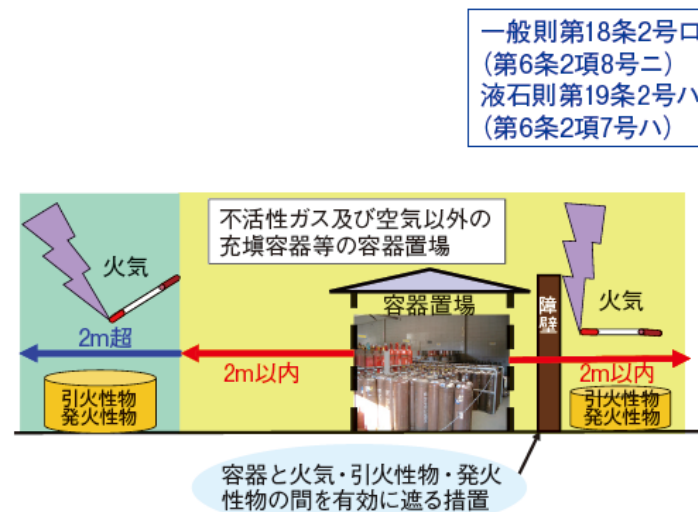 一般則第18条2号ロ
(第6条2項8号ニ)
液石則第19条2号ハ
(第6条2項7号ハ)
不活性ガス及び空気以外の
充塡容器等の容器置場
火気
容器置場
障壁
火気
2m超
2m以内
2m以内
引火性物
発火性物
引火性物
発火性物
容器と火気・引火性物・発火
性物の間を有効に遮る措置